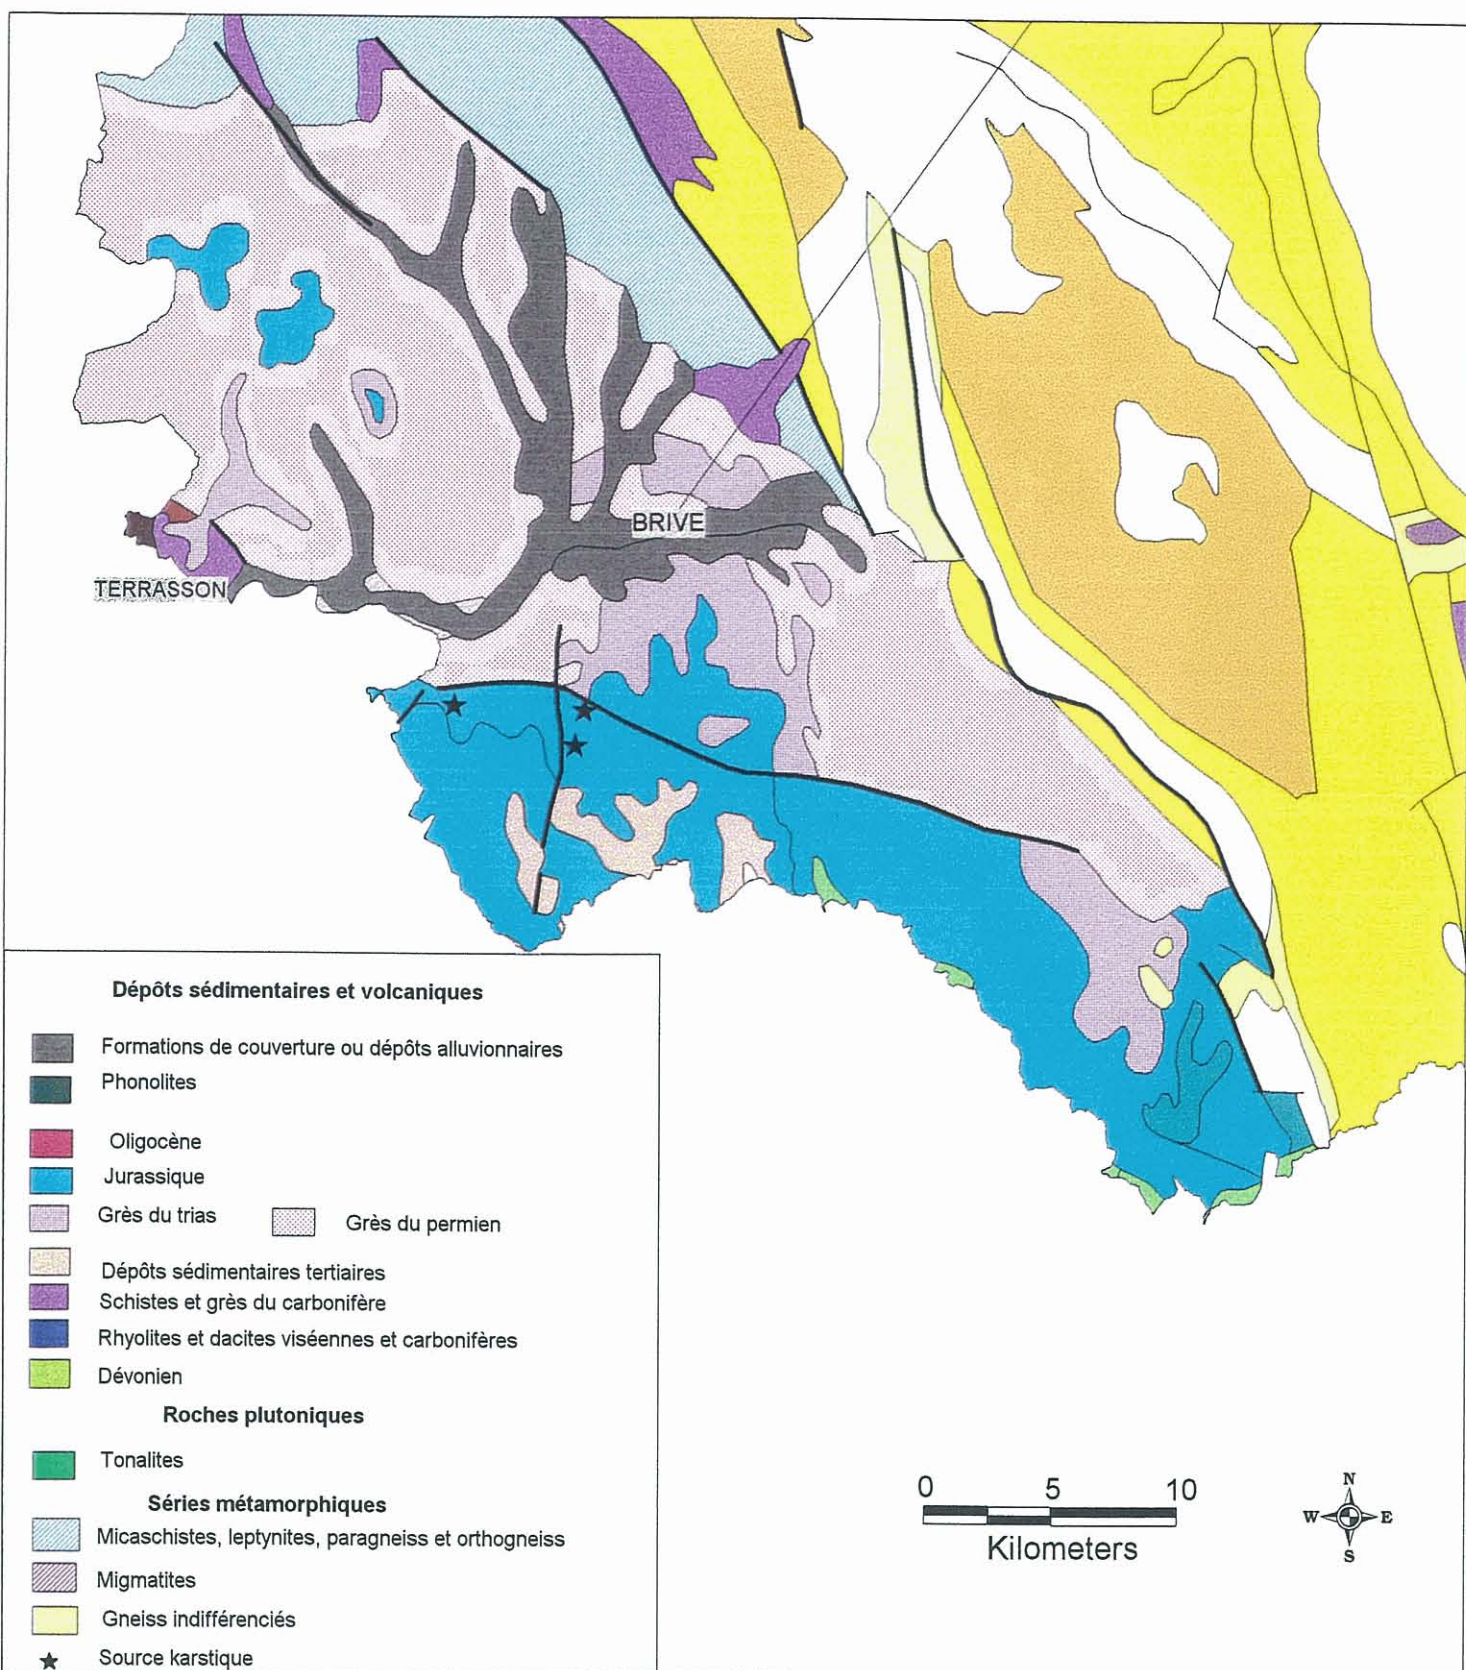 BRIVE
TERRASSON
Dépôts sédimentaires et volcaniques
Formations de couverture ou dépôts alluvionnaires
Phonolites
Oligocène
Jurassique
Grès du trias
Grès du permien
Dépôts sédimentaires tertiaires
Schistes et grès du carbonifère
Rhyolites et dacites viséennes et carbonifères
Dévonien
Roches plutoniques
Tonalites
Séries métamorphiques
Micaschistes, leptynites, paragneiss et orthogneiss
Migmatites
Gneiss indifférenciés
Source karstique
0 5 10
Kilometers
N
W E
S